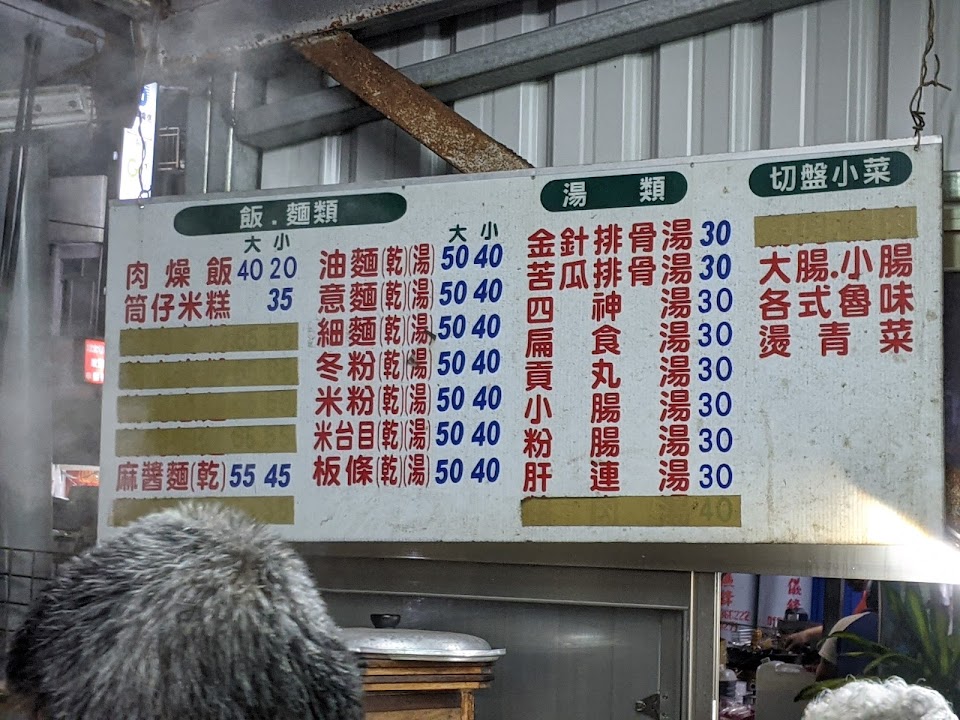 飯.麵類
大 小
肉燥飯 40 20
筒仔米糕 35
麻醬麵(乾) 55 45
大 小
油麵(乾)(湯) 50 40
意麵(乾)(湯) 50 40
細麵(乾)(湯) 50 40
冬粉(乾)(湯) 50 40
米粉(乾)(湯) 50 40
米台目(乾)(湯) 50 40
板條(乾)(湯) 50 40
湯類
金針排骨湯 30
苦瓜排骨湯 30
四神湯 30
扁食湯 30
貢丸湯 30
小腸湯 30
粉腸湯 30
肝連湯 30
40
切盤小菜
大腸.小腸
各式魯味
燙青菜